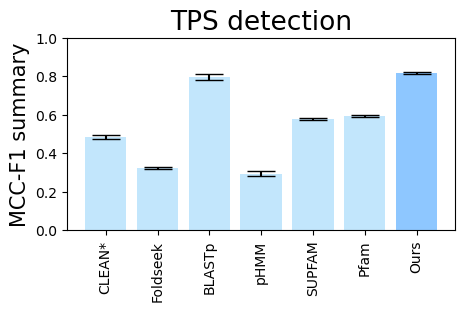 TPS detection
MCC-F1 summary
1.0
0.8
0.6
0.4
0.2
0.0
CLEAN*
Foldseek
BLASTp
pHMM
SUPFAM
Pfam
Ours